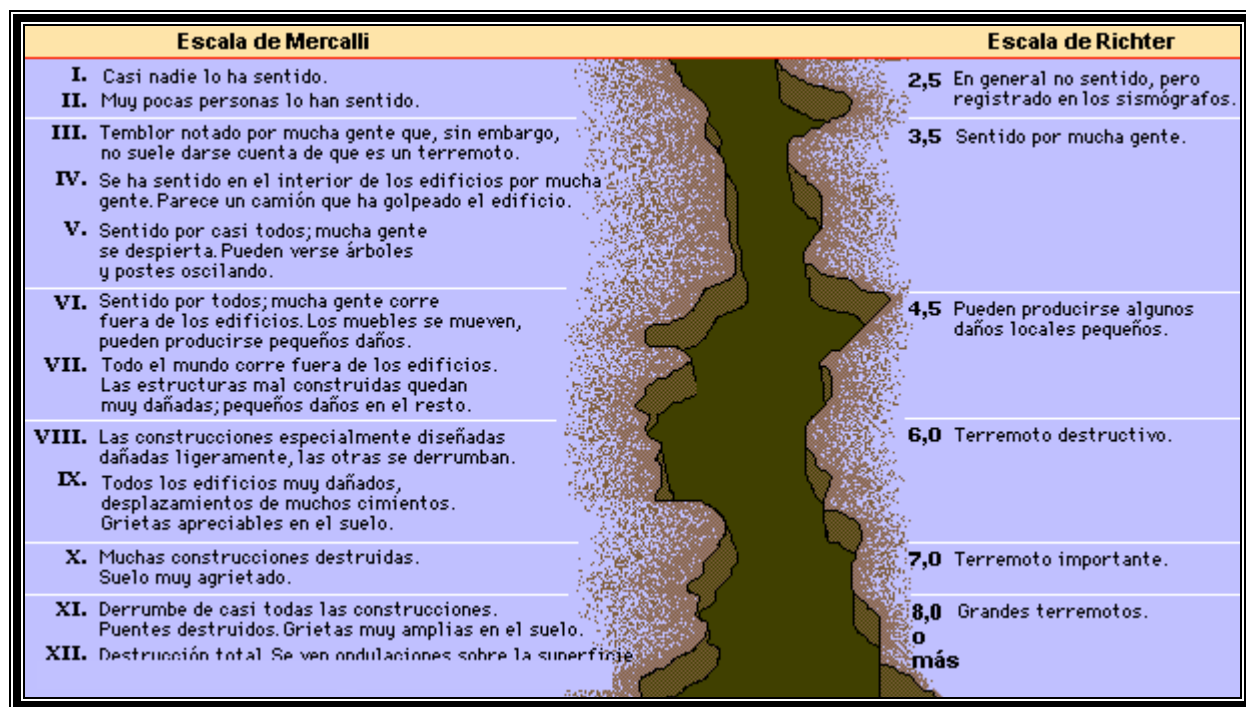 Escala de Mercalli
I. Casi nadie lo ha sentido.
II. Muy pocas personas lo han sentido.
III. Temblor notado por mucha gente que, sin embargo,
no suele darse cuenta de que es un terremoto.
IV. Se ha sentido en el interior de los edificios por mucha
gente. Parece un camión que ha golpeado el edificio.
V. Sentido por casi todos; mucha gente
se despierta. Pueden verse árboles
y postes oscilando.
VI. Sentido por todos; mucha gente corre
fuera de los edificios. Los muebles se mueven,
pueden producirse pequeños daños.
VII. Todo el mundo corre fuera de los edificios.
Las estructuras mal construidas quedan
muy dañadas; pequeños daños en el resto.
VIII. Las construcciones especialmente diseñadas
dañadas ligeramente, las otras se derrumban.
IX. Todos los edificios muy dañados,
desplazamientos de muchos cimientos.
Grietas apreciables en el suelo.
X. Muchas construcciones destruidas.
Suelo muy agrietado.
XI. Derrumbe de casi todas las construcciones.
Puentes destruidos. Grietas muy amplias en el suelo.
XII. Destrucción total. Se ven ondulaciones sobre la superficie
Escala de Richter
2,5 En general no sentido, pero
registrado en los sismógrafos.
3,5 Sentido por mucha gente.
4,5 Pueden producirse algunos
daños locales pequeños.
6,0 Terremoto destructivo.
7,0 Terremoto importante.
8,0 Grandes terremotos.
o
más